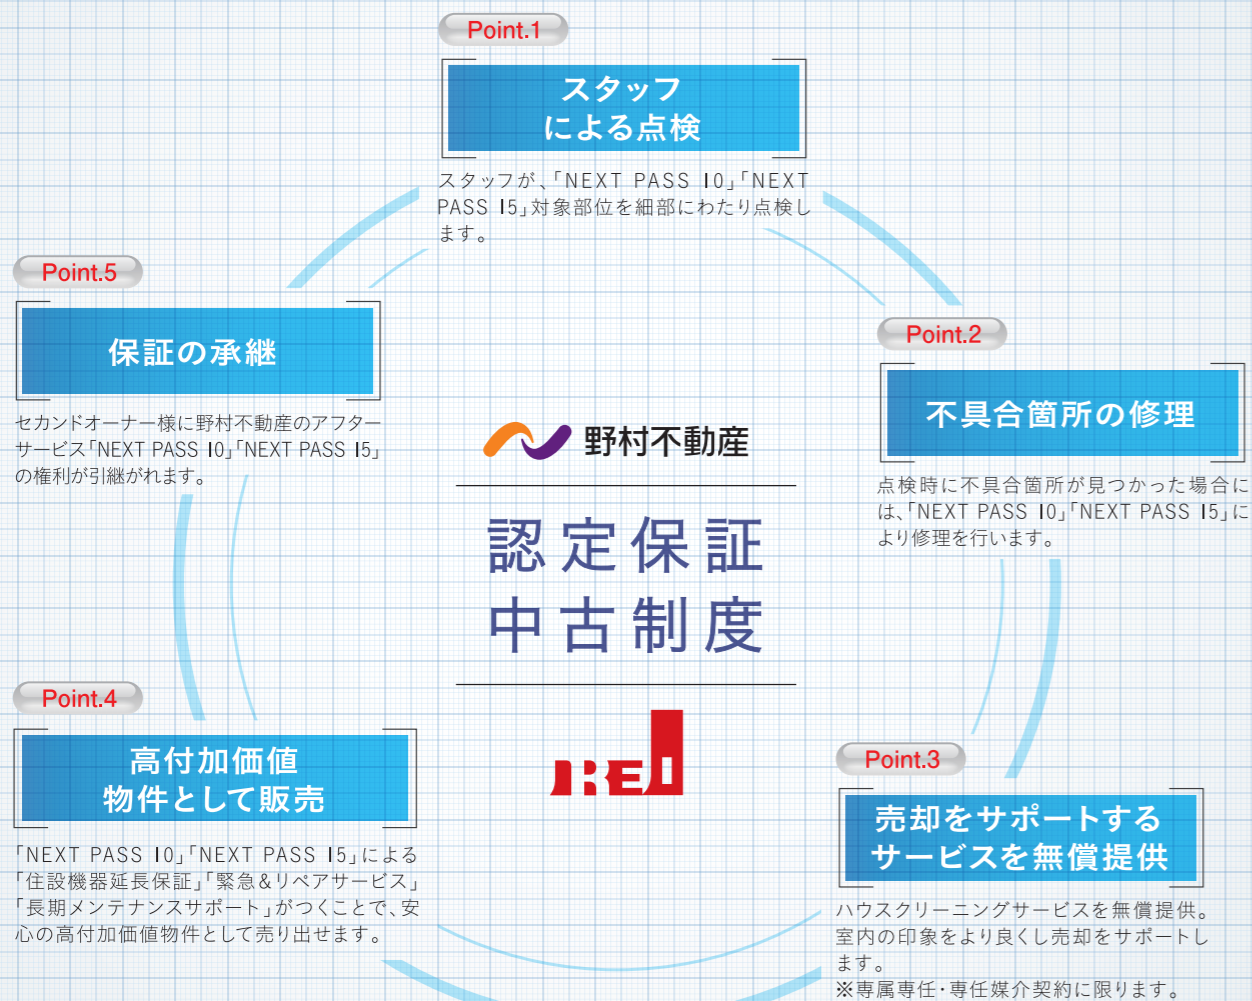 Point.1
スタッフ
による点検
スタッフが、「NEXT PASS 10」「NEXT
PASS 15」対象部位を細部にわたり点検し
ます。
Point.2
不具合箇所の修理
点検時に不具合箇所が見つかった場合に
は、「NEXT PASS 10」「NEXT PASS 15」に
より修理を行います。
Point.3
売却をサポートする
サービスを無償提供
ハウスクリーニングサービスを無償提供。
室内の印象をより良くし売却をサポートし
ます。
※専属専任・専任媒介契約に限ります。
Point.4
高付加価値
物件として販売
「NEXT PASS 10」「NEXT PASS 15」による
「住設機器延長保証」「緊急&リペアサービス」
「長期メンテナンスサポート」がつくことで、安
心の高付加価値物件として売り出せます。
Point.5
保証の承継
セカンドオーナー様に野村不動産のアフター
サービス「NEXT PASS 10」「NEXT PASS 15」
の権利が引継がれます。
野村不動産
認定保証
中古制度